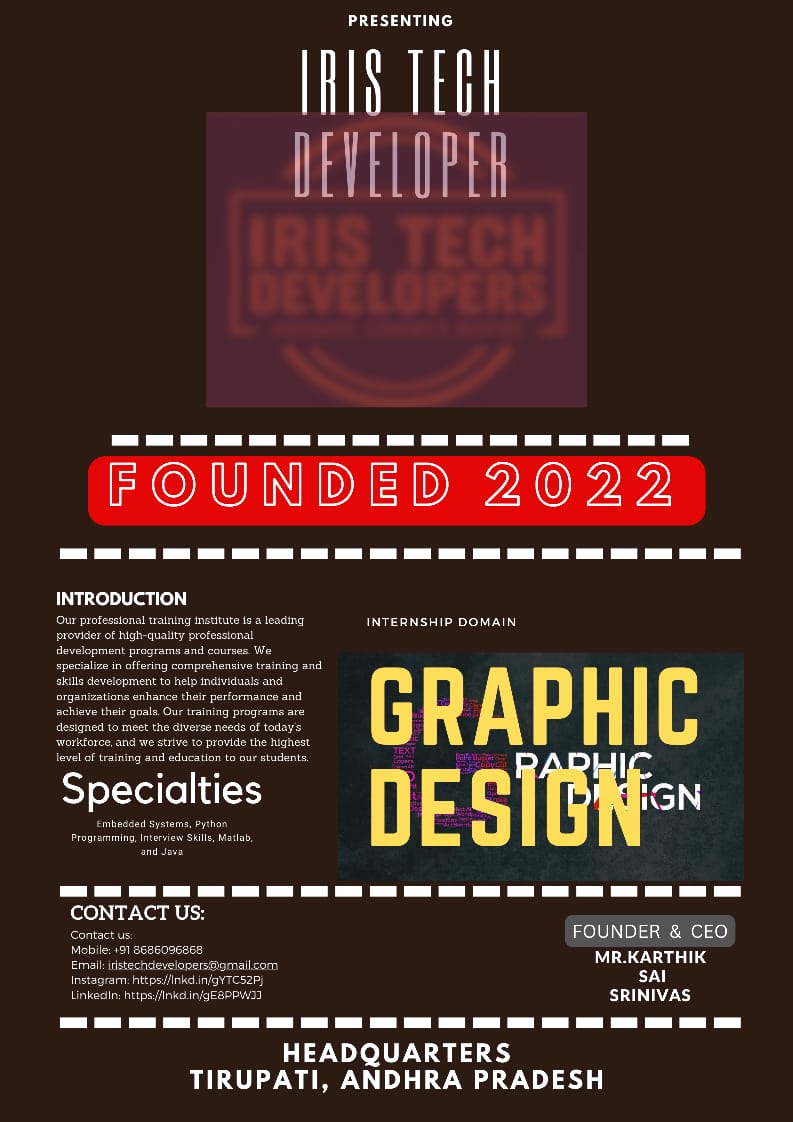 PRESENTING
IRIS TECH
DEVELOPER
IRIS TECH
DEVELOPERS
FOUNDED 2022
INTRODUCTION
Our professional training institute is a leading
provider of high-quality professional
development programs and courses. We
specialize in offering comprehensive training and
skills development to help individuals and
organizations enhance their performance and
achieve their goals. Our training programs are
designed to meet the diverse needs of today's
workforce, and we strive to provide the highest
level of training and education to our students.
Specialties
Embedded Systems, Python
Programming, Interview Skills, Matlab,
and Java
INTERNSHIP DOMAIN
GRAPHIC
DESIGN
CONTACT US:
Contact us:
Mobile: +91 8686096868
Email: iristechdevelopers@gmail.com
Instagram: https://lnkd.in/gYTC52Pj
LinkedIn: https://lnkd.in/gE8PPWJJ
FOUNDER & CEO
MR.KARTHIK
SAI
SRINIVAS
HEADQUARTERS
TIRUPATI, ANDHRA PRADESH